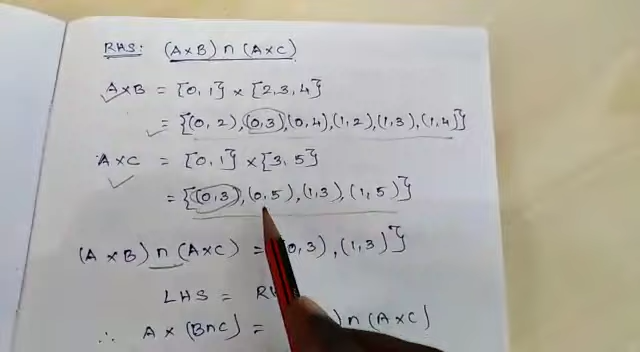 RHS: (A×B) ∩ (A×C)
A×B = {0,1} × {2,3,4}
= {(0,2),(0,3),(0,4),(1,2),(1,3),(1,4)}
A×C = {0,1} × {3,5}
= {(0,3),(0,5),(1,3),(1,5)}
(A×B) ∩ (A×C) = 0,3),(1,3)}
LHS =
∴ A×(B∩C) = ) ∩ (A×C)